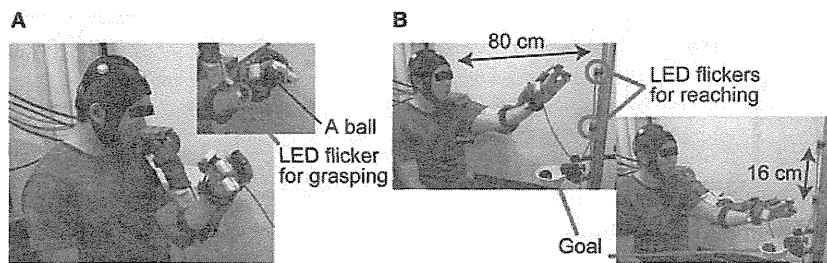 A
A ball
LED flicker
for grasping
B
80 cm
LED flickers
for reaching
16 cm
Goal